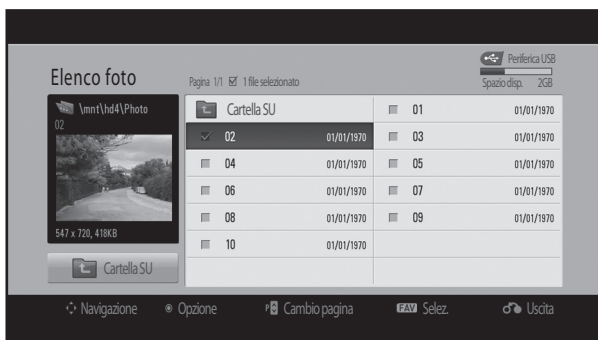 Periferica USB
Elenco foto
Pagina 1/1 1 file selezionato
Spazio disp. 2GB
\mnt\hd4\Photo
02
547 x 720, 418KB
Cartella SU
Cartella SU
01 01/01/1970
02 01/01/1970
03 01/01/1970
04 01/01/1970
05 01/01/1970
06 01/01/1970
07 01/01/1970
08 01/01/1970
09 01/01/1970
10 01/01/1970
Navigazione
Opzione
P Cambio pagina
FAV Selez.
Uscita